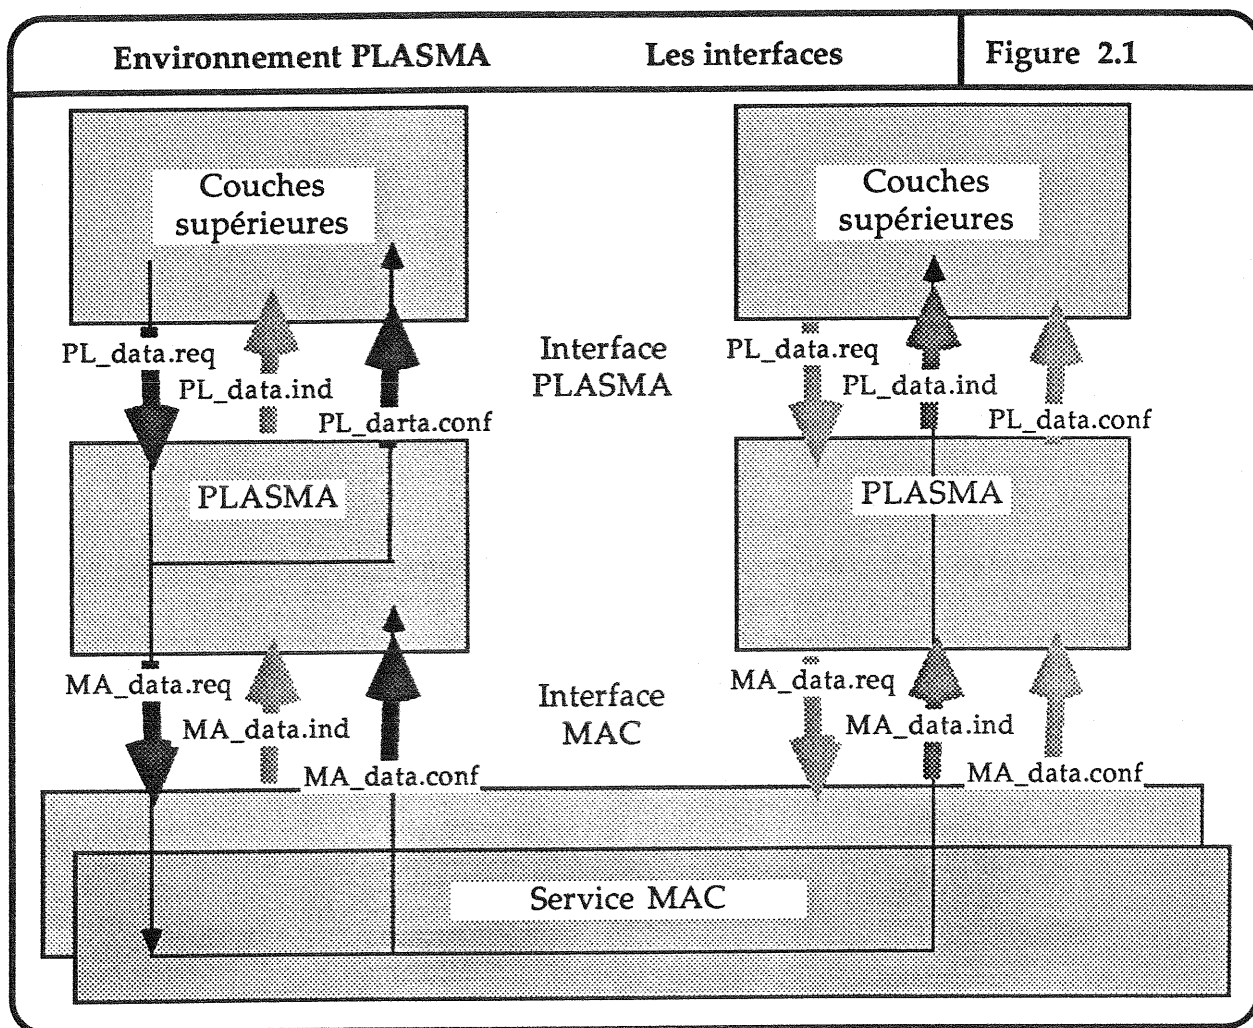 Environnement PLASMA Les interfaces Figure 2.1
Couches
supérieures
Couches
supérieures
PL_data.req
PL_data.ind
PL_darta.conf
Interface
PLASMA
PL_data.req
PL_data.ind
PL_data.conf
PLASMA
PLASMA
MA_data.req
MA_data.ind
MA_data.conf
Interface
MAC
MA_data.req
MA_data.ind
MA_data.conf
Service MAC